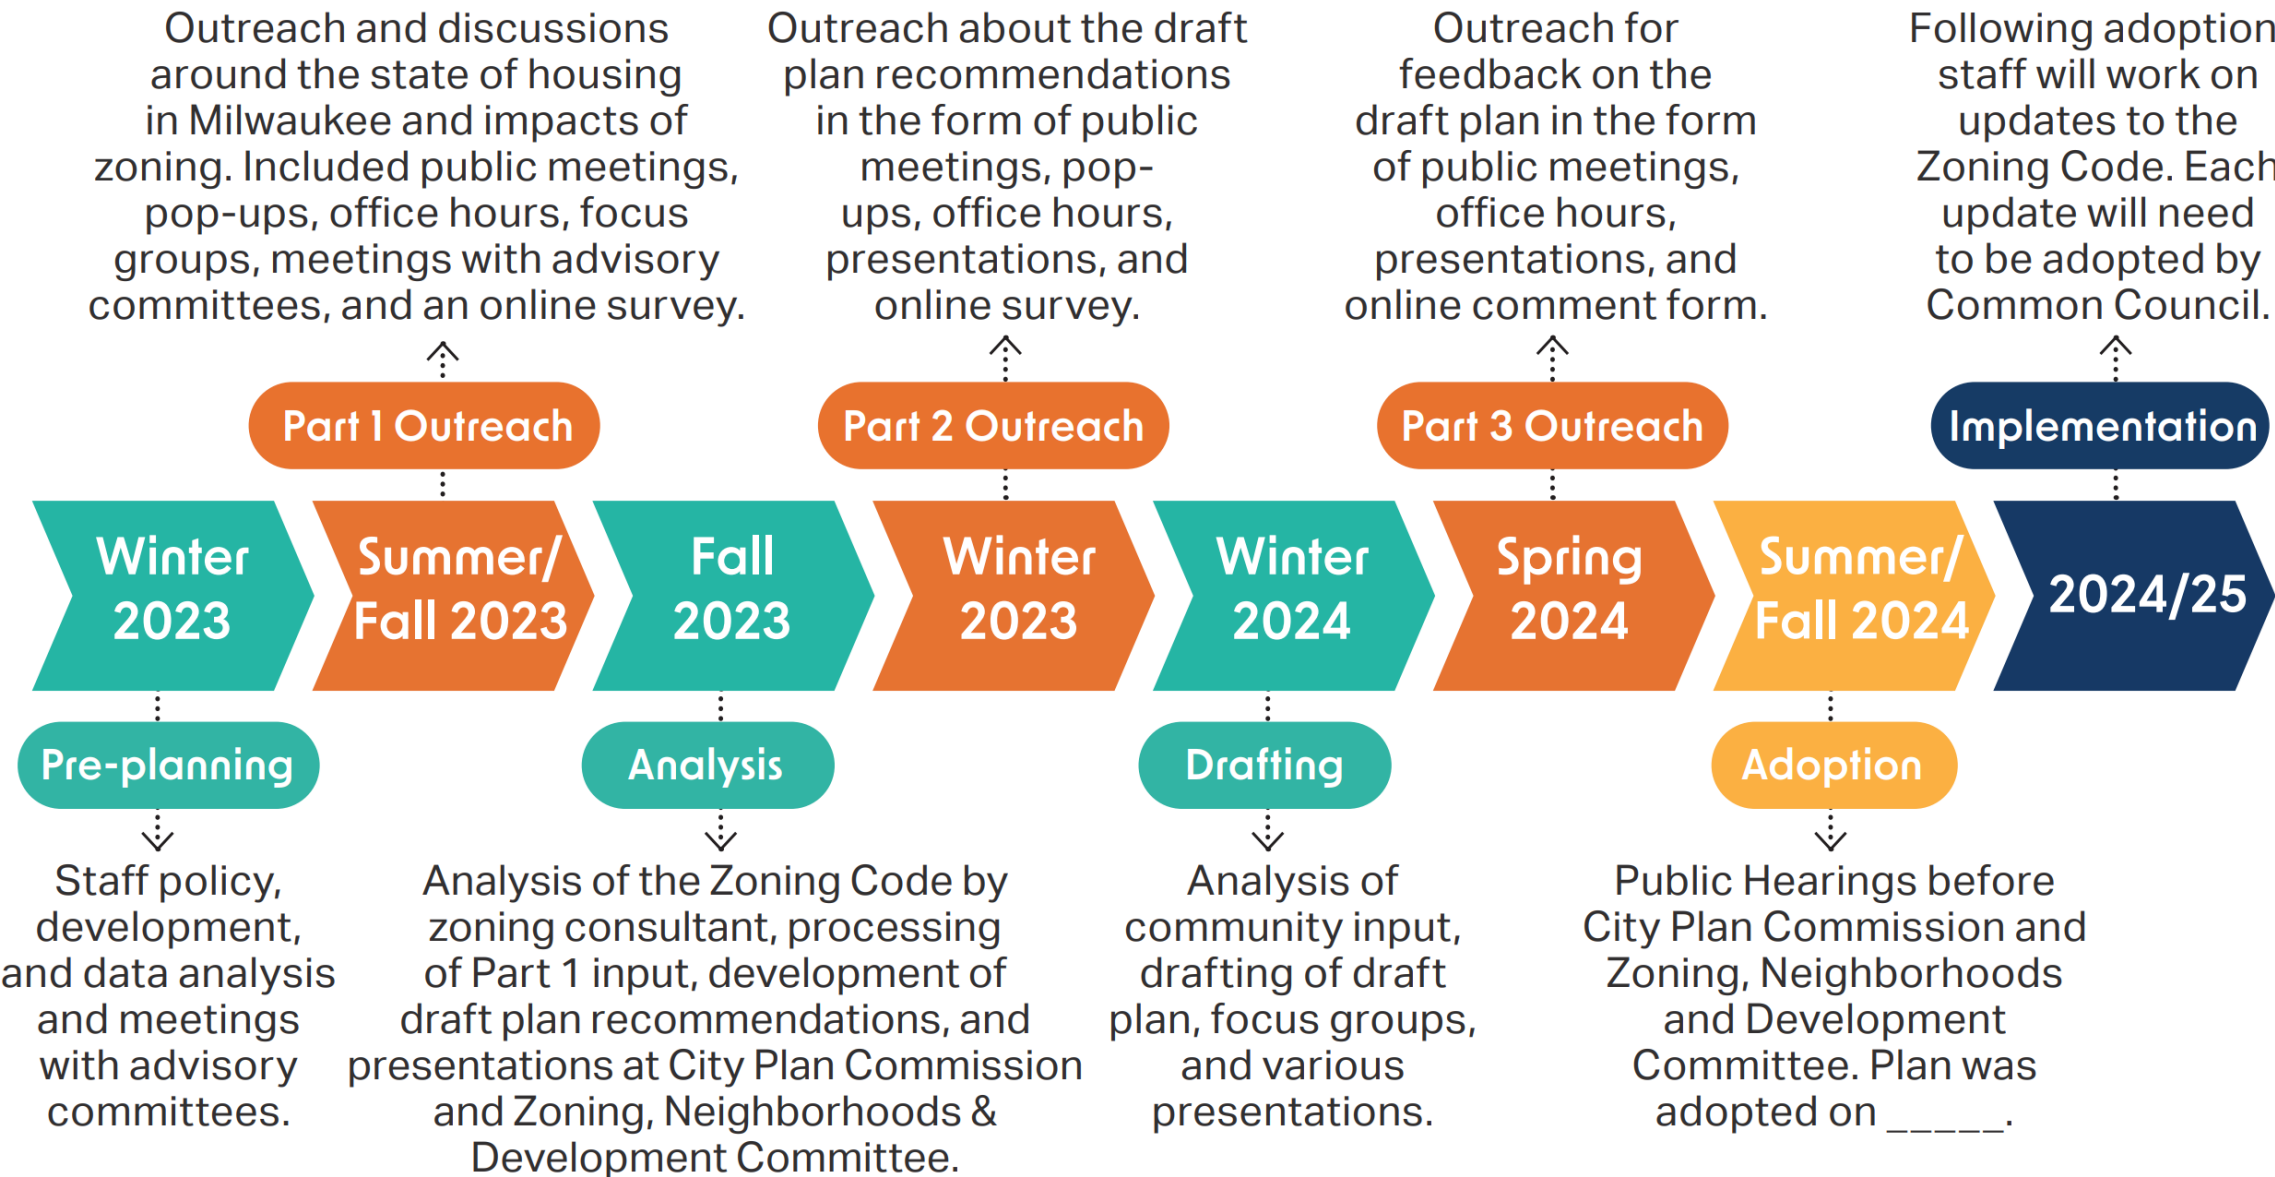 Outreach and discussions
around the state of housing
in Milwaukee and impacts of
zoning. Included public meetings,
pop-ups, office hours, focus
groups, meetings with advisory
committees, and an online survey.
Outreach about the draft
plan recommendations
in the form of public
meetings, pop-
ups, office hours,
presentations, and
online survey.
Outreach for
feedback on the
draft plan in the form
of public meetings,
office hours,
presentations, and
online comment form.
Following adoption
staff will work on
updates to the
Zoning Code. Each
update will need
to be adopted by
Common Council.
Part 1 Outreach
Part 2 Outreach
Part 3 Outreach
Implementation
Winter
2023
Summer/
Fall 2023
Fall
2023
Winter
2023
Winter
2024
Spring
2024
Summer/
Fall 2024
2024/25
Pre-planning
Analysis
Drafting
Adoption
Staff policy,
development,
and data analysis
and meetings
with advisory
committees.
Analysis of the Zoning Code by
zoning consultant, processing
of Part 1 input, development of
draft plan recommendations, and
presentations at City Plan Commission
and Zoning, Neighborhoods &
Development Committee.
Analysis of
community input,
drafting of draft
plan, focus groups,
and various
presentations.
Public Hearings before
City Plan Commission and
Zoning, Neighborhoods
and Development
Committee. Plan was
adopted on _____.